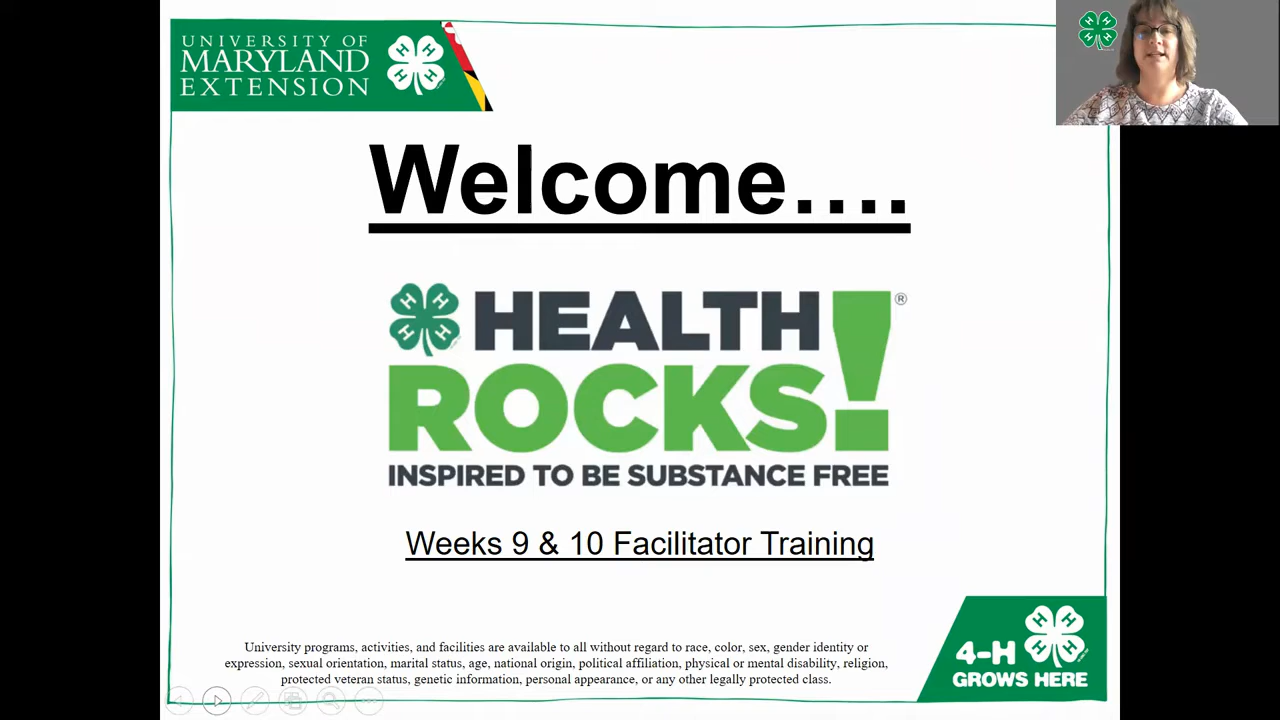 UNIVERSITY OF
MARYLAND
EXTENSION
Welcome….
HEALTH
ROCKS!®
INSPIRED TO BE SUBSTANCE FREE
Weeks 9 & 10 Facilitator Training
University programs, activities, and facilities are available to all without regard to race, color, sex, gender identity or
expression, sexual orientation, marital status, age, national origin, political affiliation, physical or mental disability, religion,
protected veteran status, genetic information, personal appearance, or any other legally protected class.
4-H
GROWS HERE